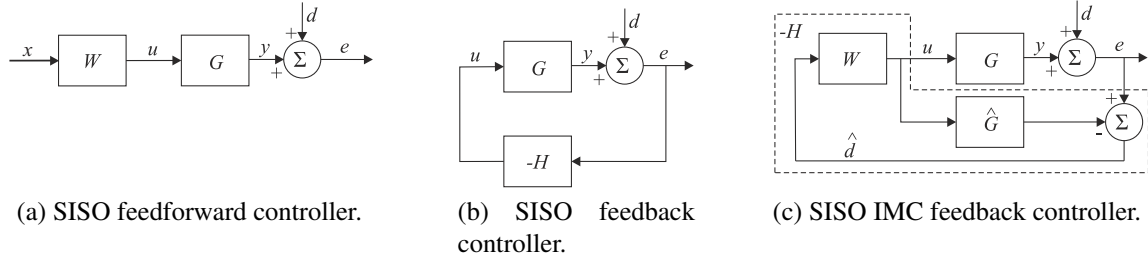 x
W
u
G
y
+
+
d
Σ
e
(a) SISO feedforward controller.
u
G
y
+
+
d
Σ
e
-H
(b) SISO feedback
controller.
-H
W
u
G
y
+
+
d
Σ
e
Ĝ
+
-
Σ
d̂
(c) SISO IMC feedback controller.